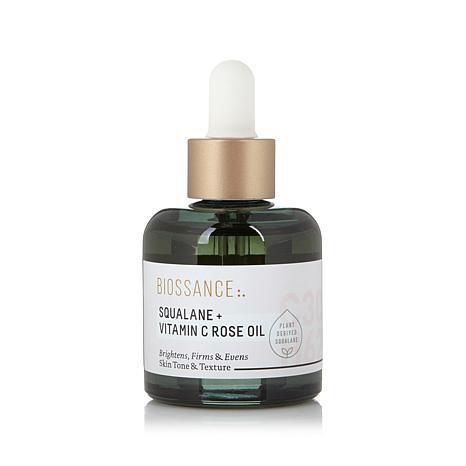 BIOSSANCE:.
SQUALANE +
VITAMIN C ROSE OIL
Brightens, Firms & Evens
Skin Tone & Texture
PLANT
DERIVED
SQUALANE